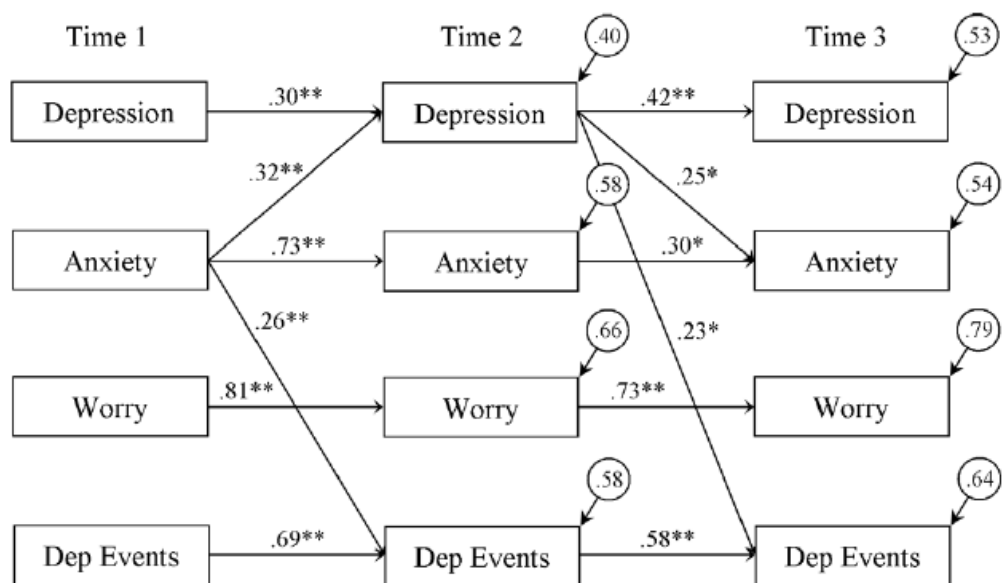 Time 1 Time 2 .40 Time 3 .53
Depression .30** Depression .42** Depression
.32** .58 .25* .54
Anxiety .73** Anxiety .30* Anxiety
.26** .66 .23* .79
Worry .81** Worry .73** Worry
.58 .64
Dep Events .69** Dep Events .58** Dep Events